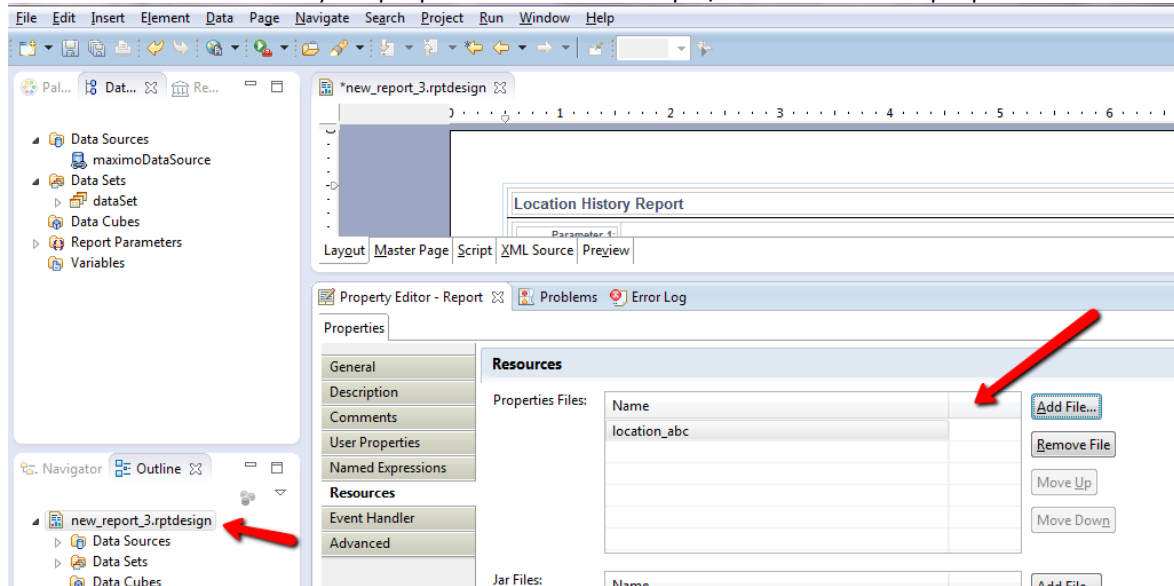 File Edit Insert Element Data Page Navigate Search Project Run Window Help
Pal... Dat... Re...
*new_report_3.rptdesign
0 1 2 3 4 5 6
Data Sources
maximoDataSource
Data Sets
dataSet
Data Cubes
Report Parameters
Variables
Location History Report
Parameter 1:
Layout Master Page Script XML Source Preview
Property Editor - Report Problems Error Log
Properties
General
Description
Comments
User Properties
Named Expressions
Resources
Event Handler
Advanced
Resources
Properties Files:
Name
location_abc
Add File...
Remove File
Move Up
Move Down
Jar Files:
Name
Add File...
Navigator Outline
new_report_3.rptdesign
Data Sources
Data Sets
Data Cubes